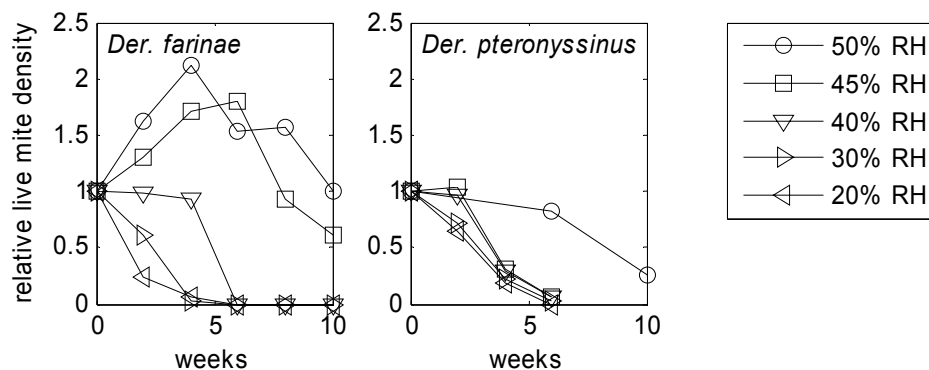 Der. farinae
Der. pteronyssinus
relative live mite density
2.5
2
1.5
1
0.5
0
0
5
10
weeks
2.5
2
1.5
1
0.5
0
0
5
10
weeks
50% RH
45% RH
40% RH
30% RH
20% RH